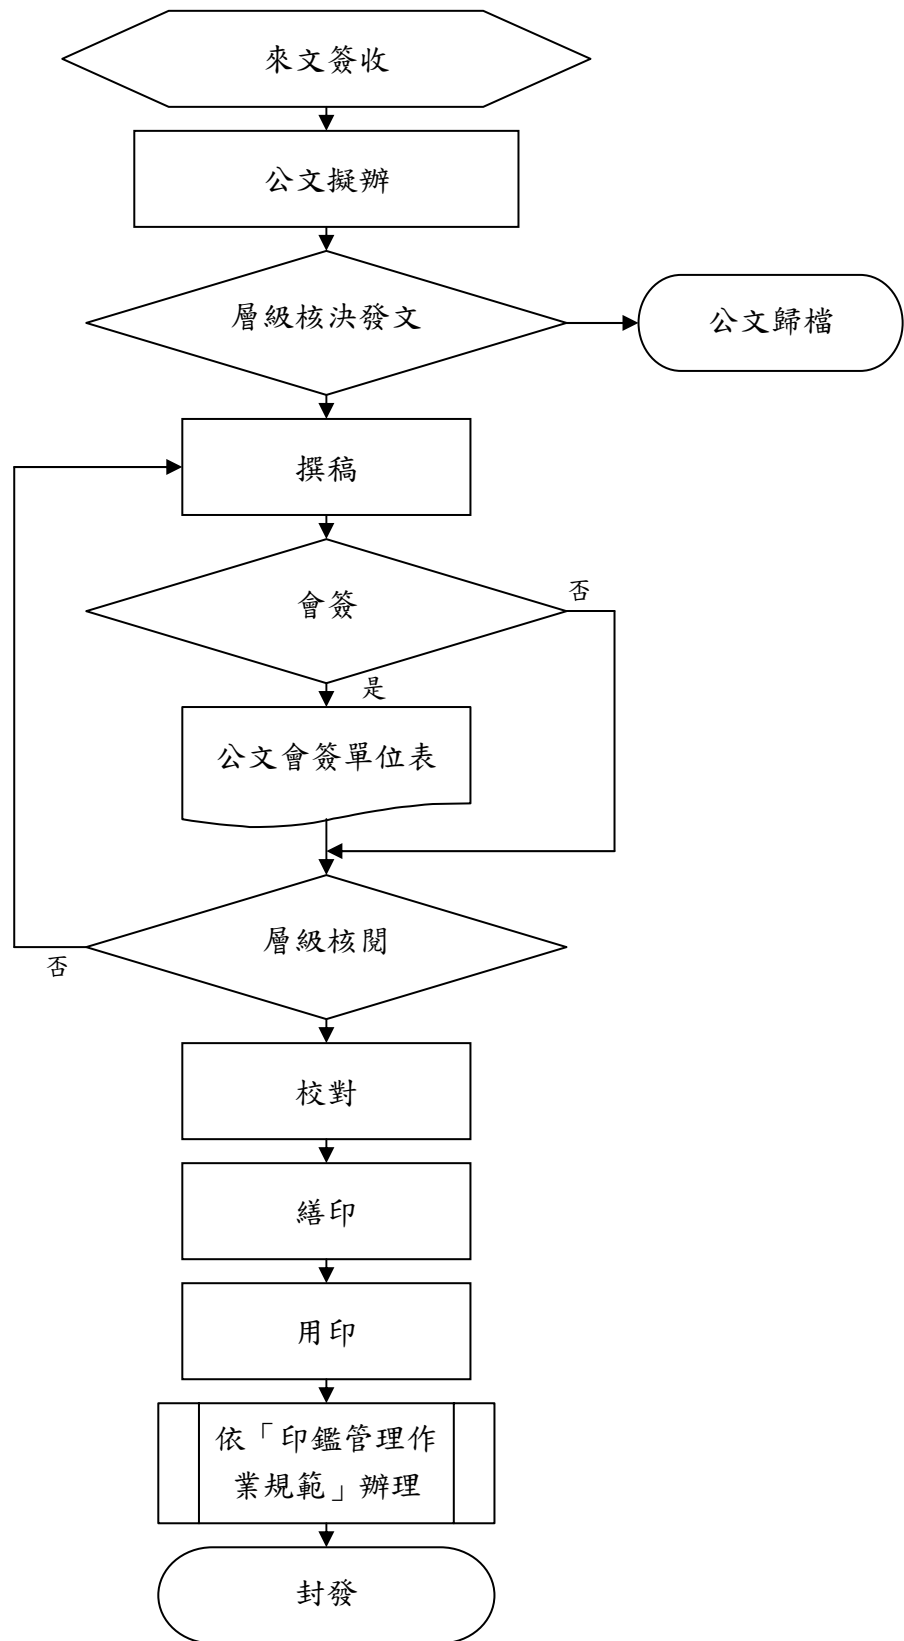 來文簽收
公文擬辦
層級核決發文
公文歸檔
撰稿
會簽
否
是
公文會簽單位表
層級核閱
否
校對
繕印
用印
依「印鑑管理作
業規範」辦理
封發